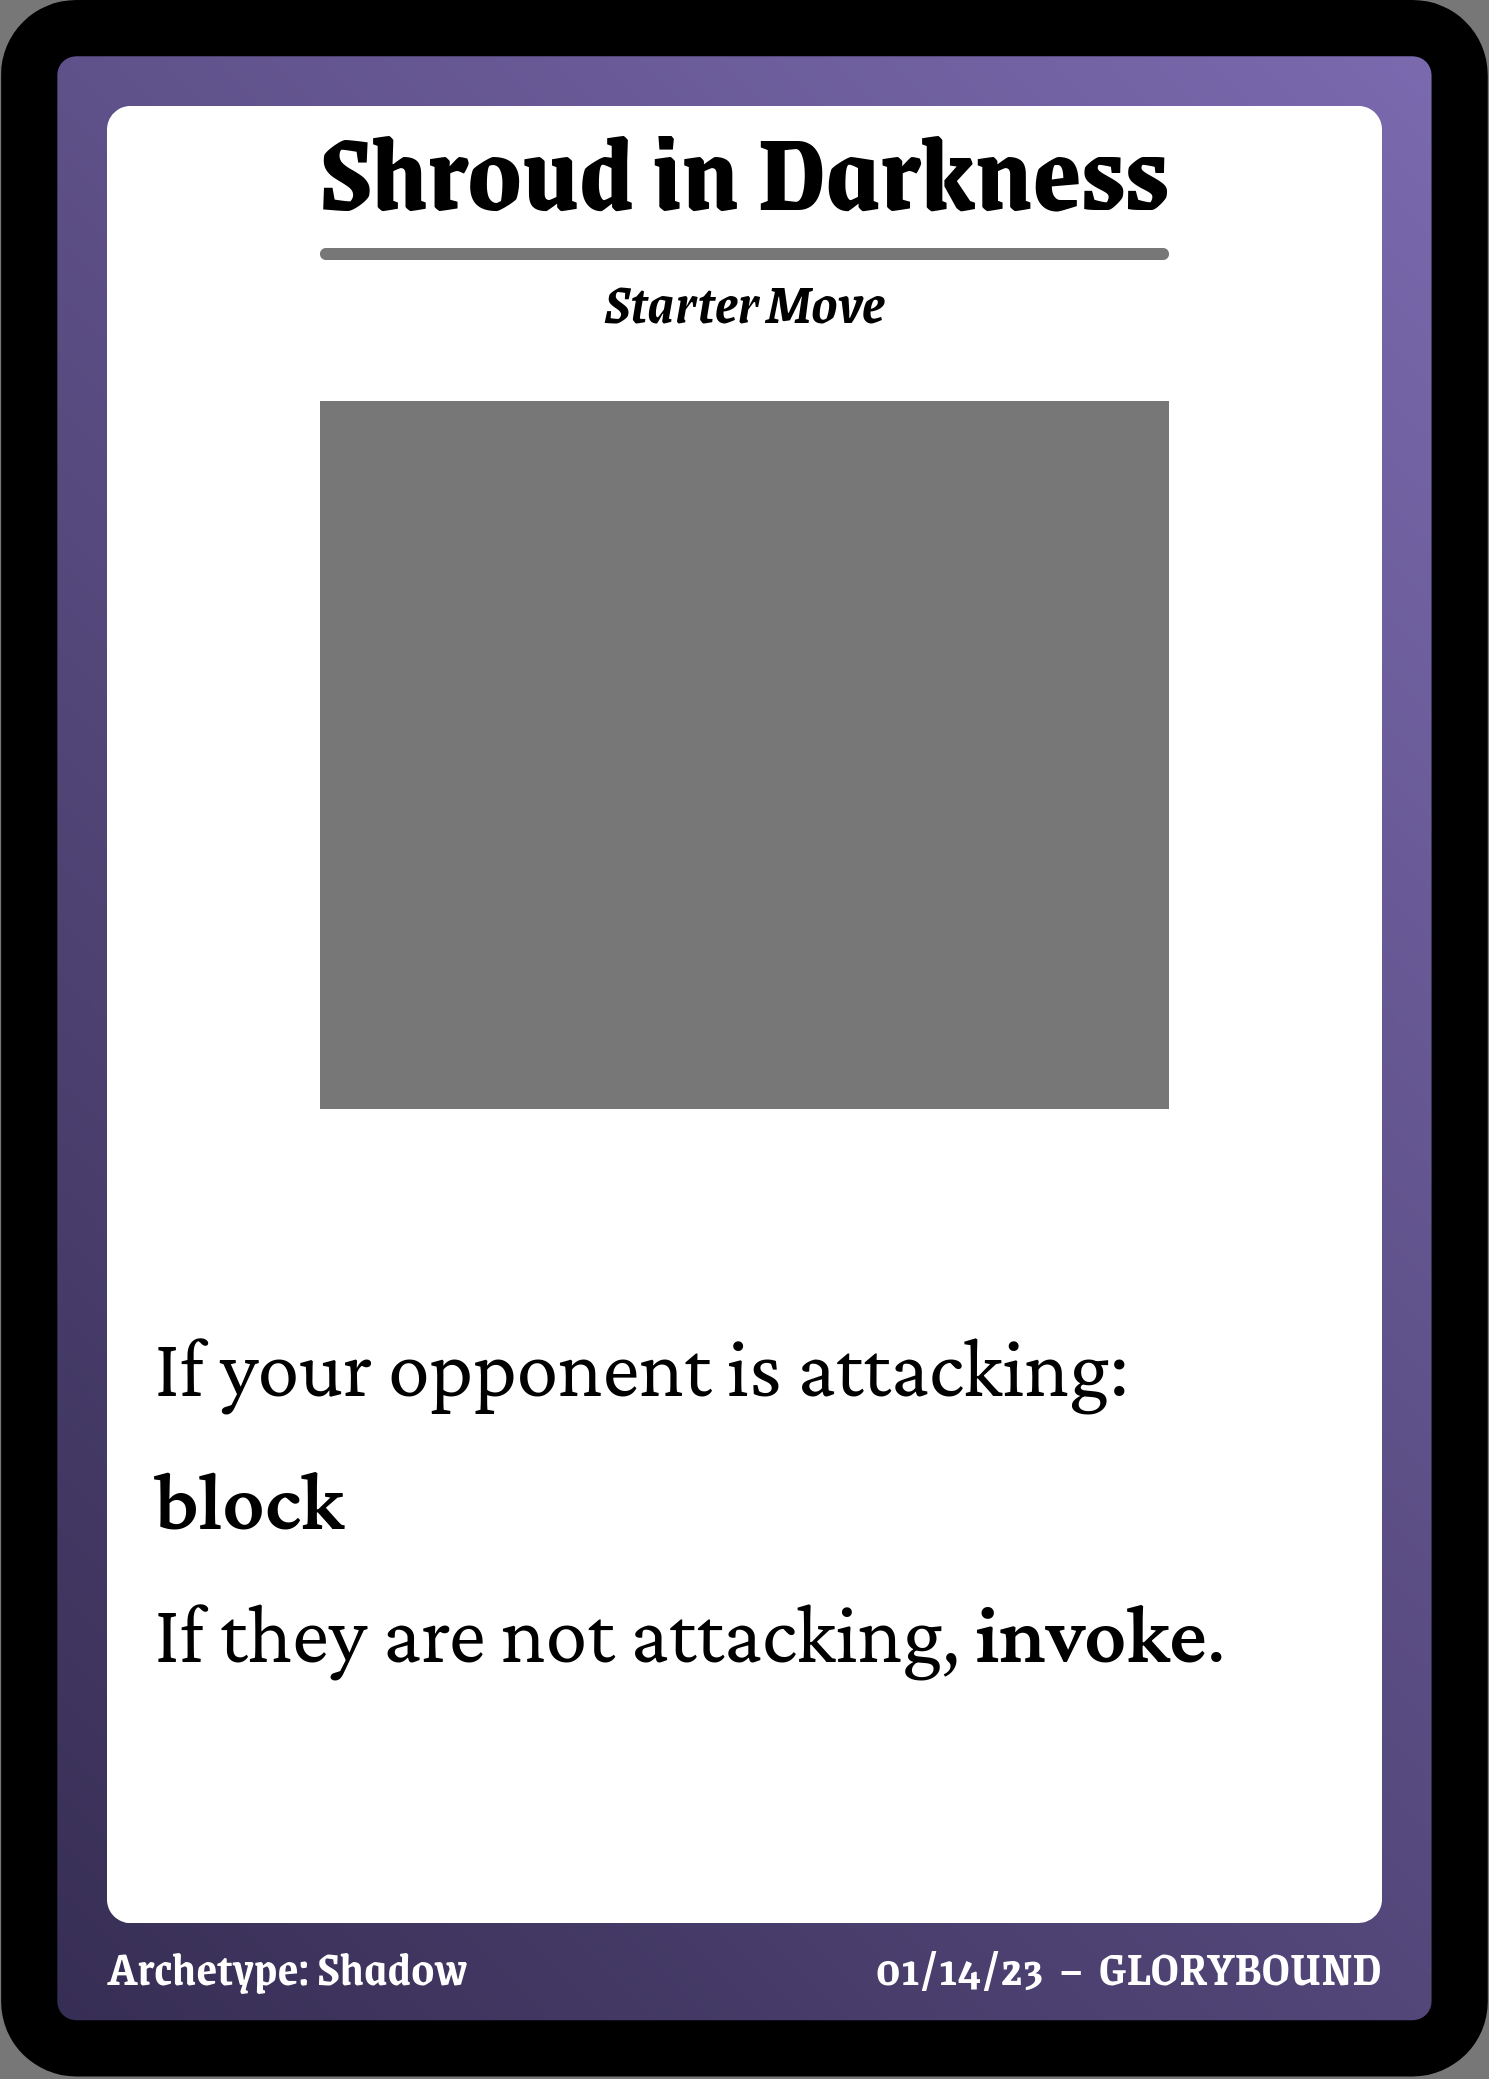 Shroud in Darkness
Starter Move
If your opponent is attacking:
block
If they are not attacking, invoke.
Archetype: Shadow
01/14/23 – GLORYBOUND